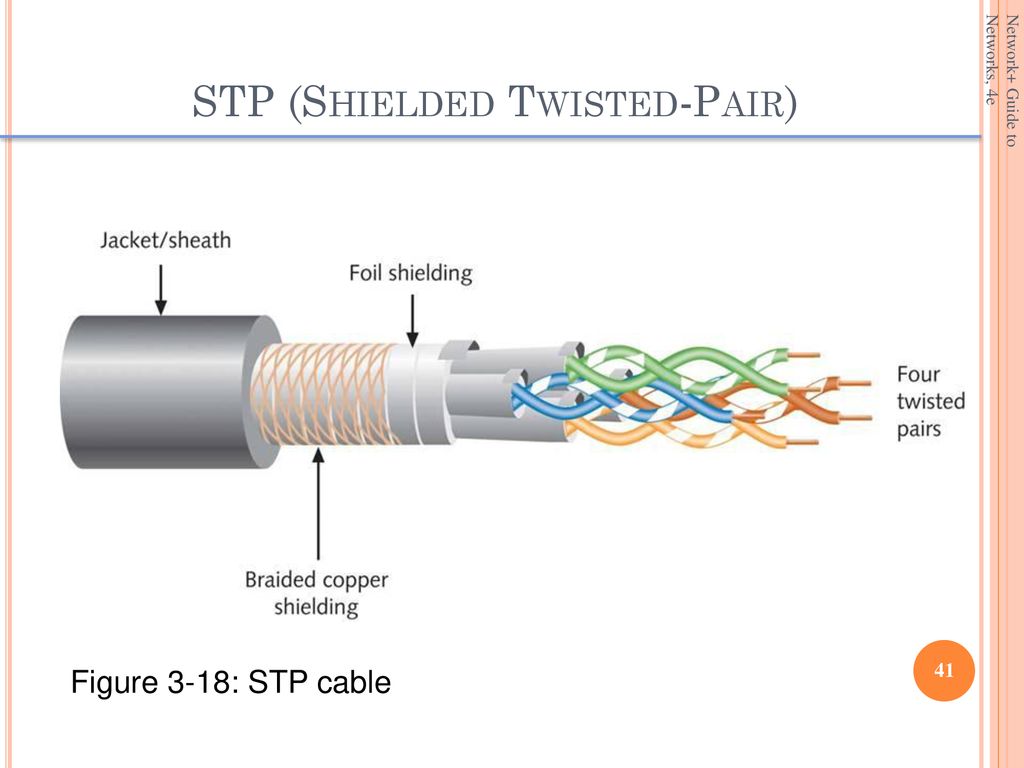 STP (SHIELDED TWISTED-PAIR)
Network+ Guide to
Networks, 4e
Jacket/sheath
Foil shielding
Four
twisted
pairs
Braided copper
shielding
Figure 3-18: STP cable
41